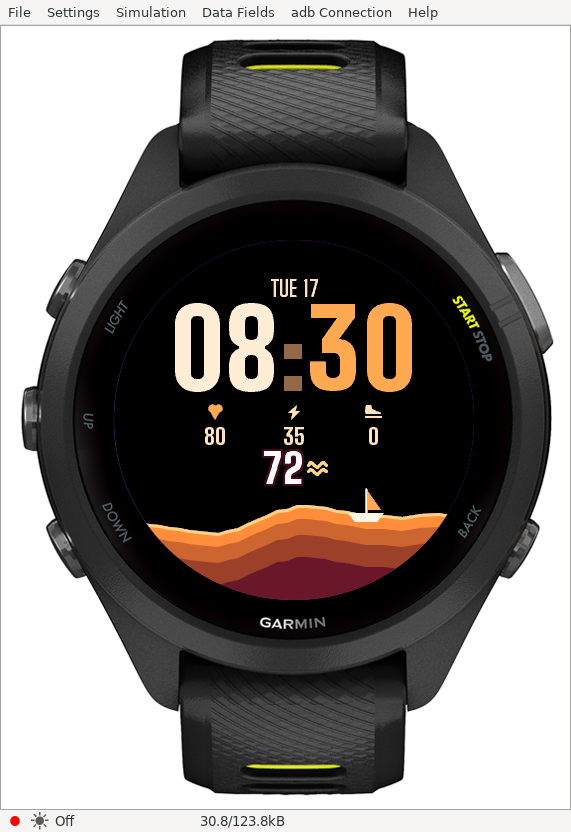 File Settings Simulation Data Fields adb Connection Help
TUE 17
08:30
80 35 0
72
LIGHT
START STOP
UP
DOWN
BACK
GARMIN
Off 30.8/123.8kB